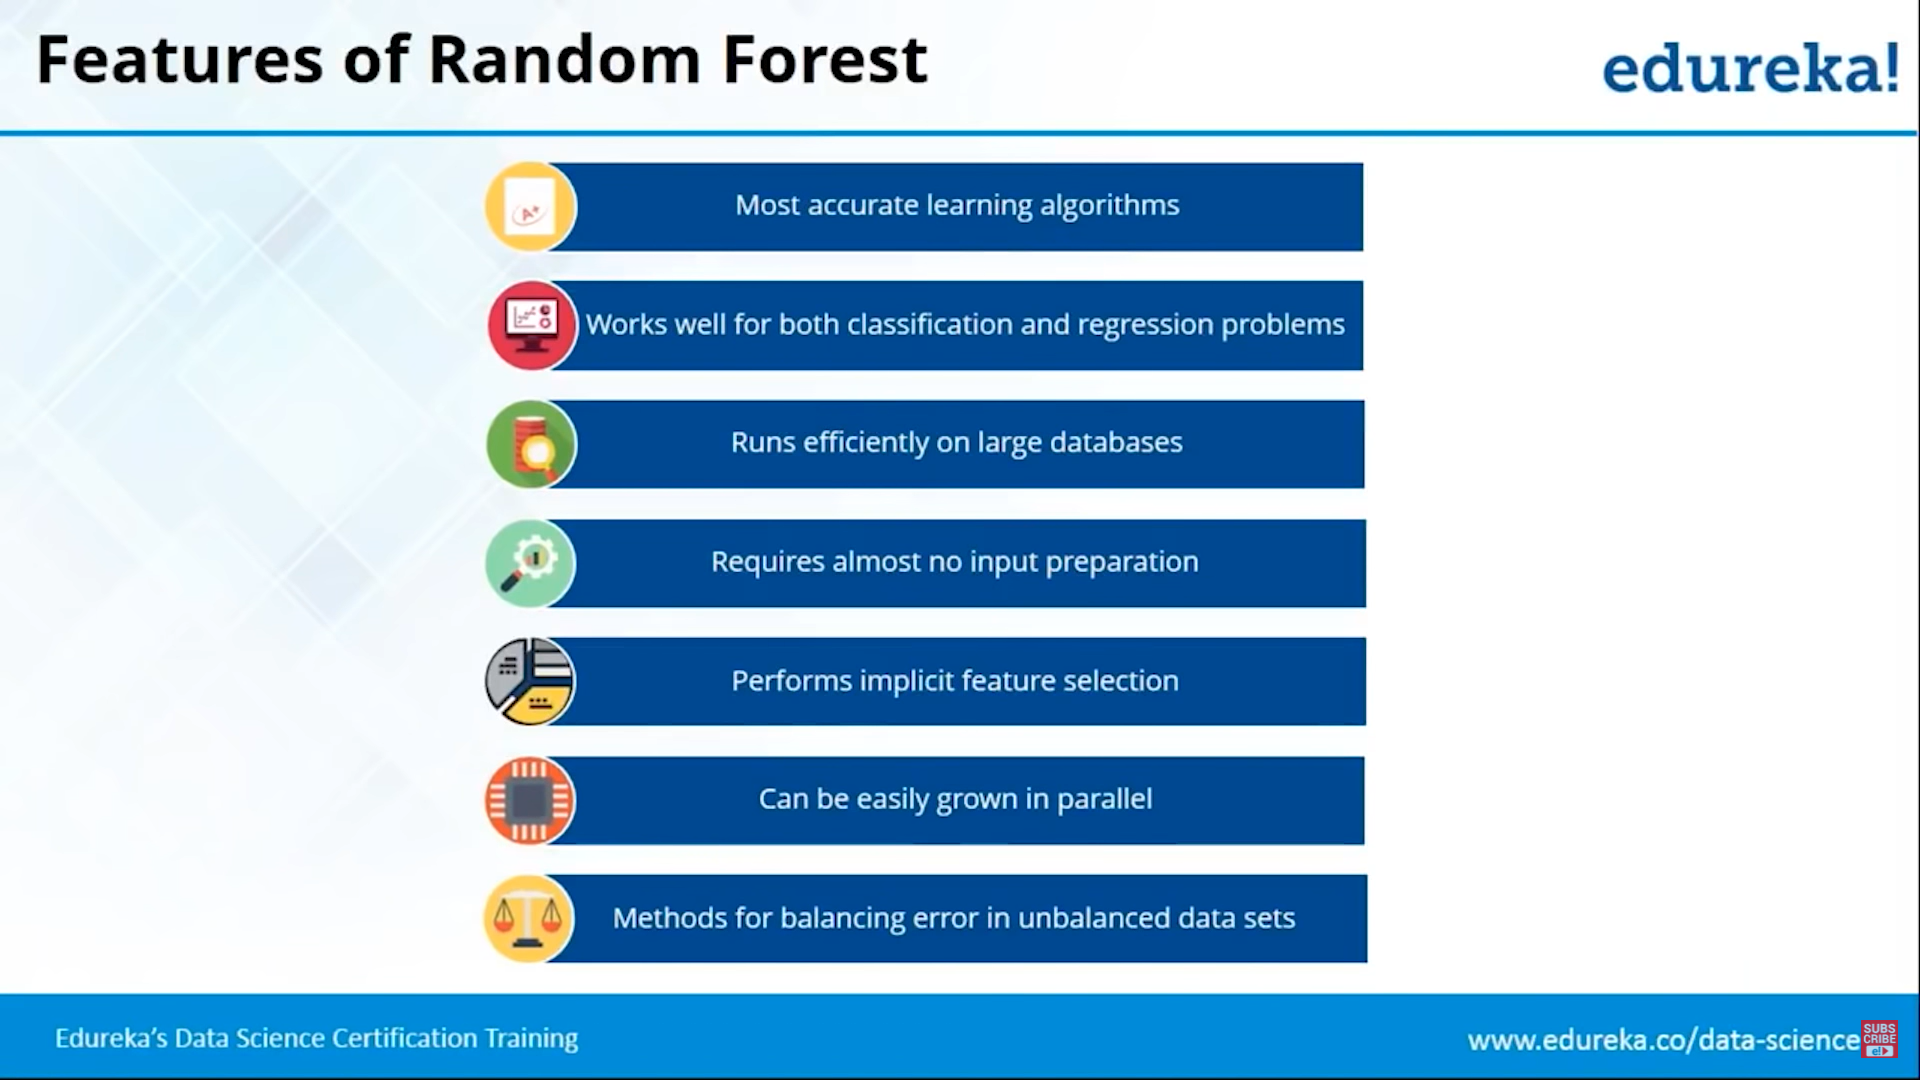 Features of Random Forest
edureka!
A+
Most accurate learning algorithms
Works well for both classification and regression problems
Runs efficiently on large databases
Requires almost no input preparation
Performs implicit feature selection
Can be easily grown in parallel
Methods for balancing error in unbalanced data sets
Edureka’s Data Science Certification Training
www.edureka.co/data-science
SUBS
CRIBE
e!